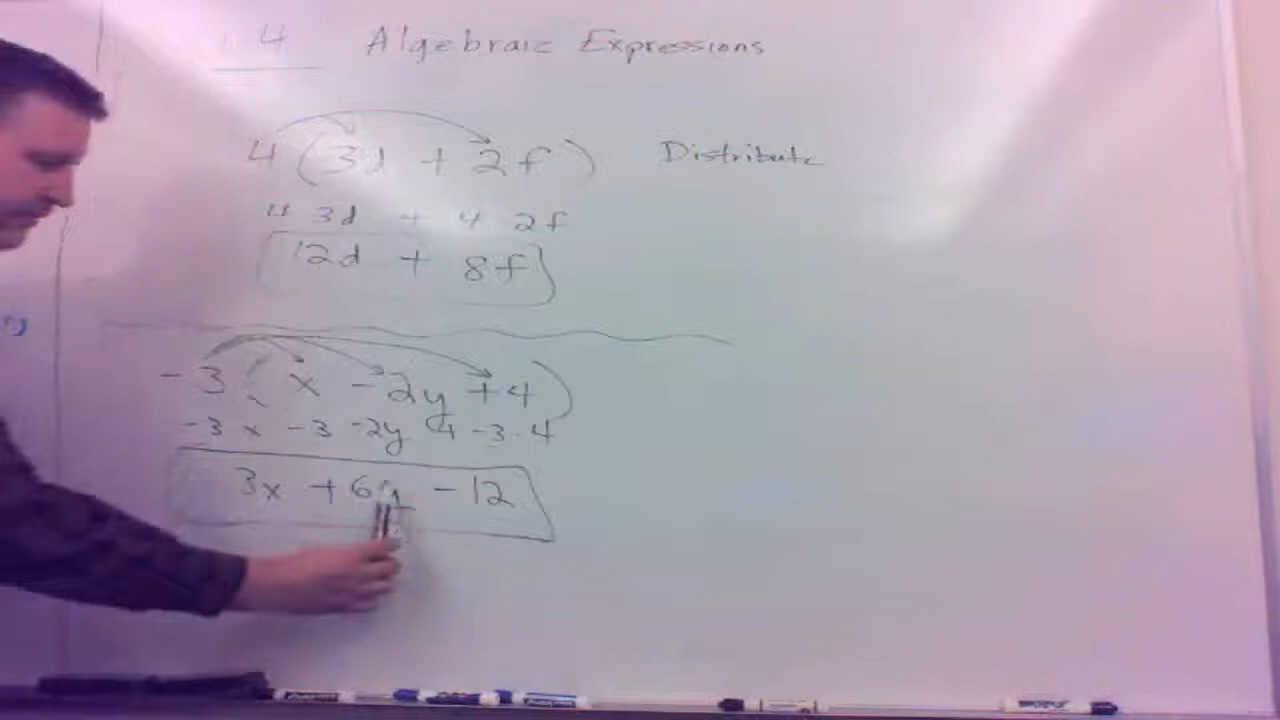 4 Algebraic Expressions
4 (3d + 2f) Distribute
4 3d + 4 2f
12d + 8f
-3 (x - 2y + 4)
-3 x -3 -2y -3 · 4
3x + 6y - 12